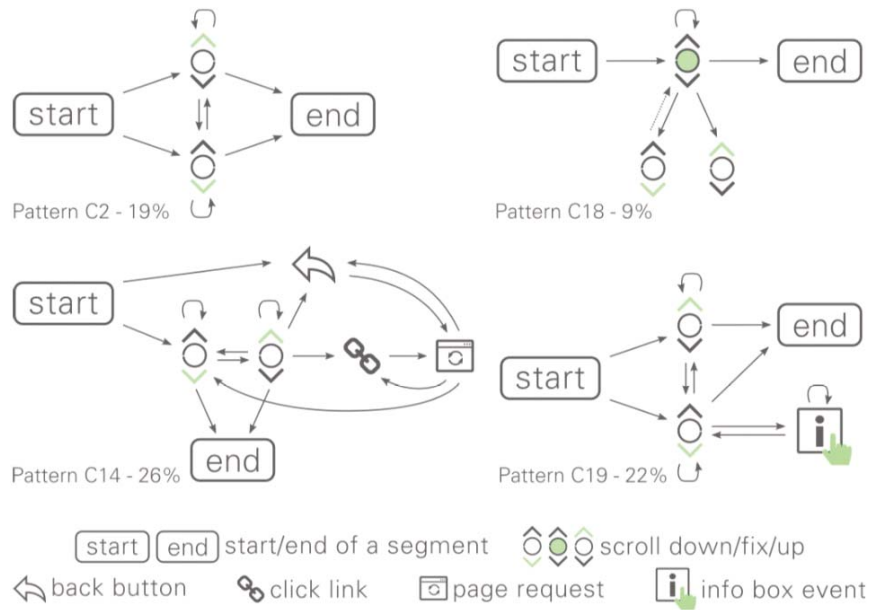 start
end
Pattern C2 - 19%
start
end
Pattern C18 - 9%
start
end
Pattern C14 - 26%
start
end
i
Pattern C19 - 22%
start end start/end of a segment
scroll down/fix/up
back button
click link
page request
i info box event